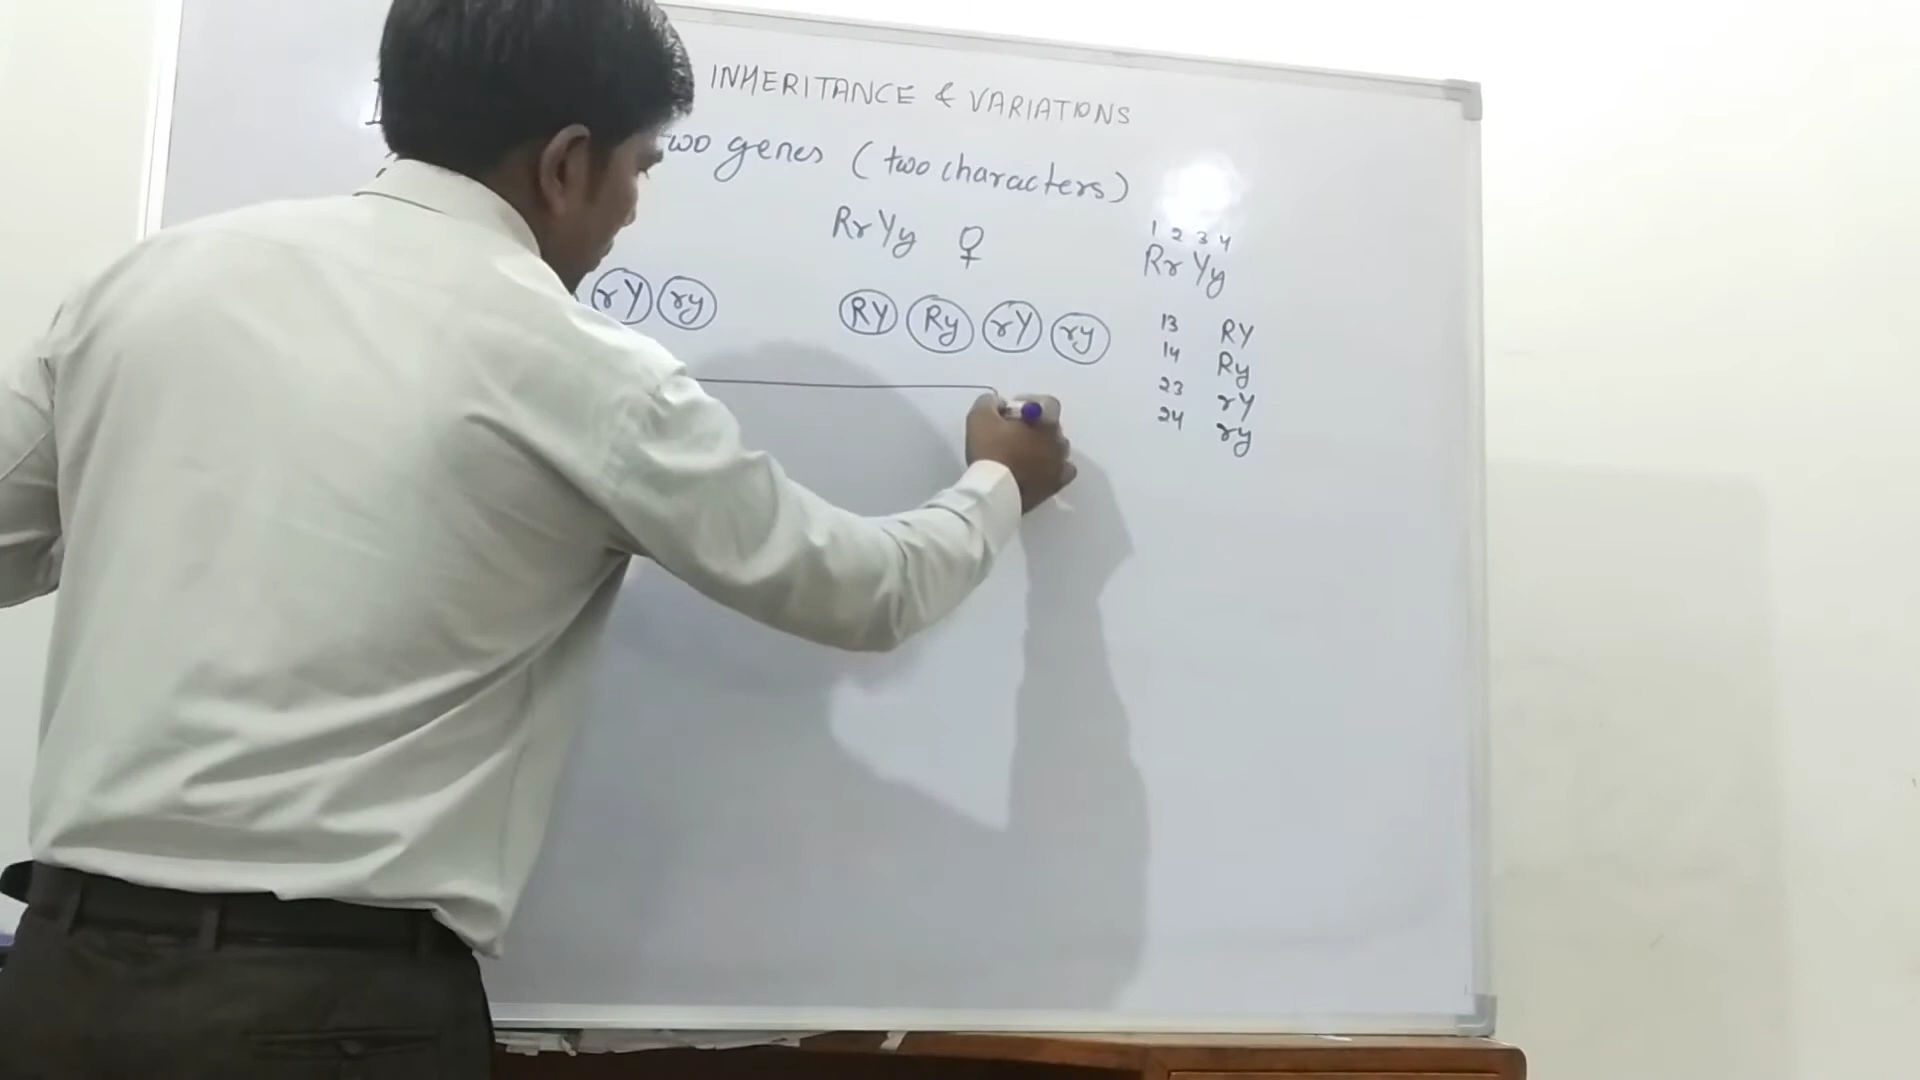 INHERITANCE & VARIATIONS
two genes (two characters)
RrYy ♀
1 2 3 4
RrYy
rY ry
RY Ry rY ry
13 RY
14 Ry
23 rY
24 ry